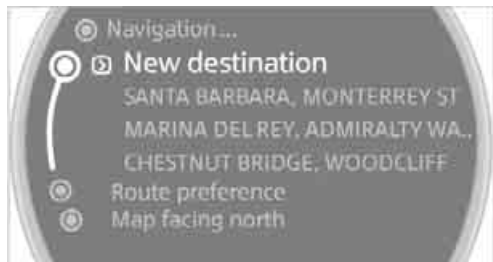 Navigation...
New destination
SANTA BARBARA, MONTERREY ST
MARINA DEL REY, ADMIRALTY WA..
CHESTNUT BRIDGE, WOODCLIFF
Route preference
Map facing north